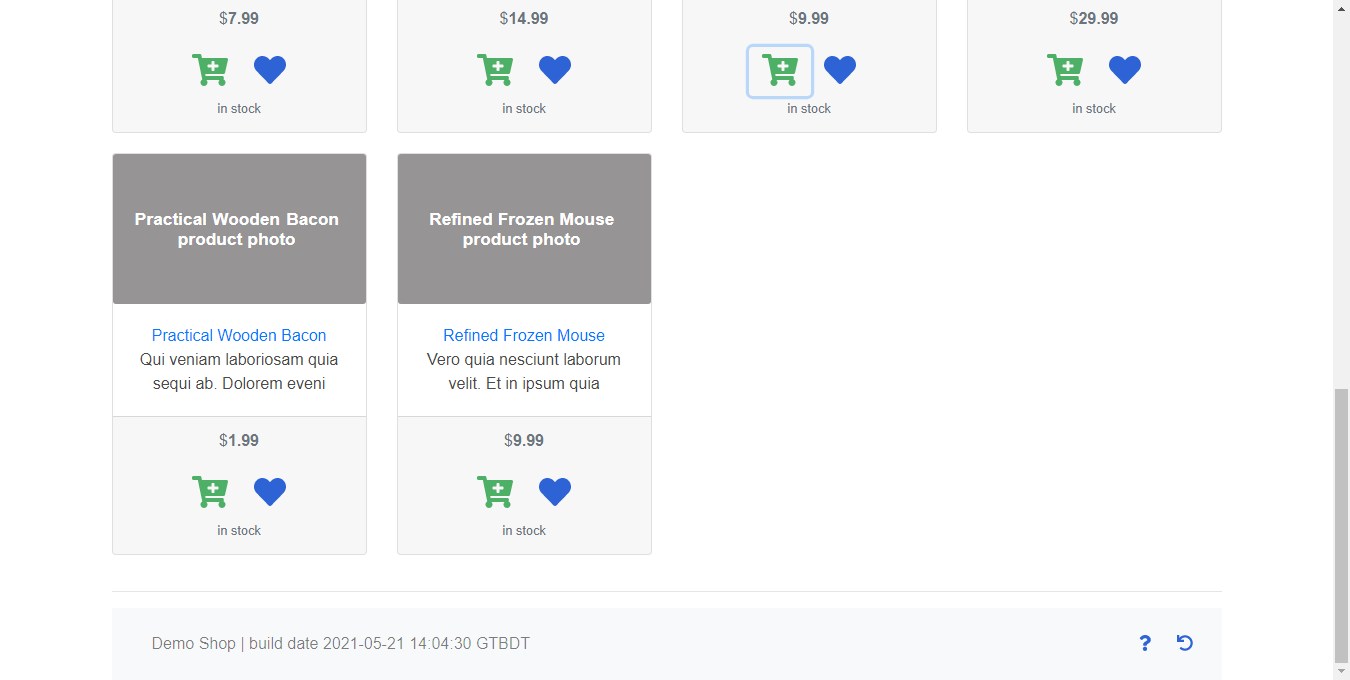 $7.99
$14.99
$9.99
$29.99
in stock
in stock
in stock
in stock
Practical Wooden Bacon
product photo
Refined Frozen Mouse
product photo
Practical Wooden Bacon
Qui veniam laboriosam quia
sequi ab. Dolorem eveni
Refined Frozen Mouse
Vero quia nesciunt laborum
velit. Et in ipsum quia
$1.99
$9.99
in stock
in stock
Demo Shop | build date 2021-05-21 14:04:30 GTBDT
?